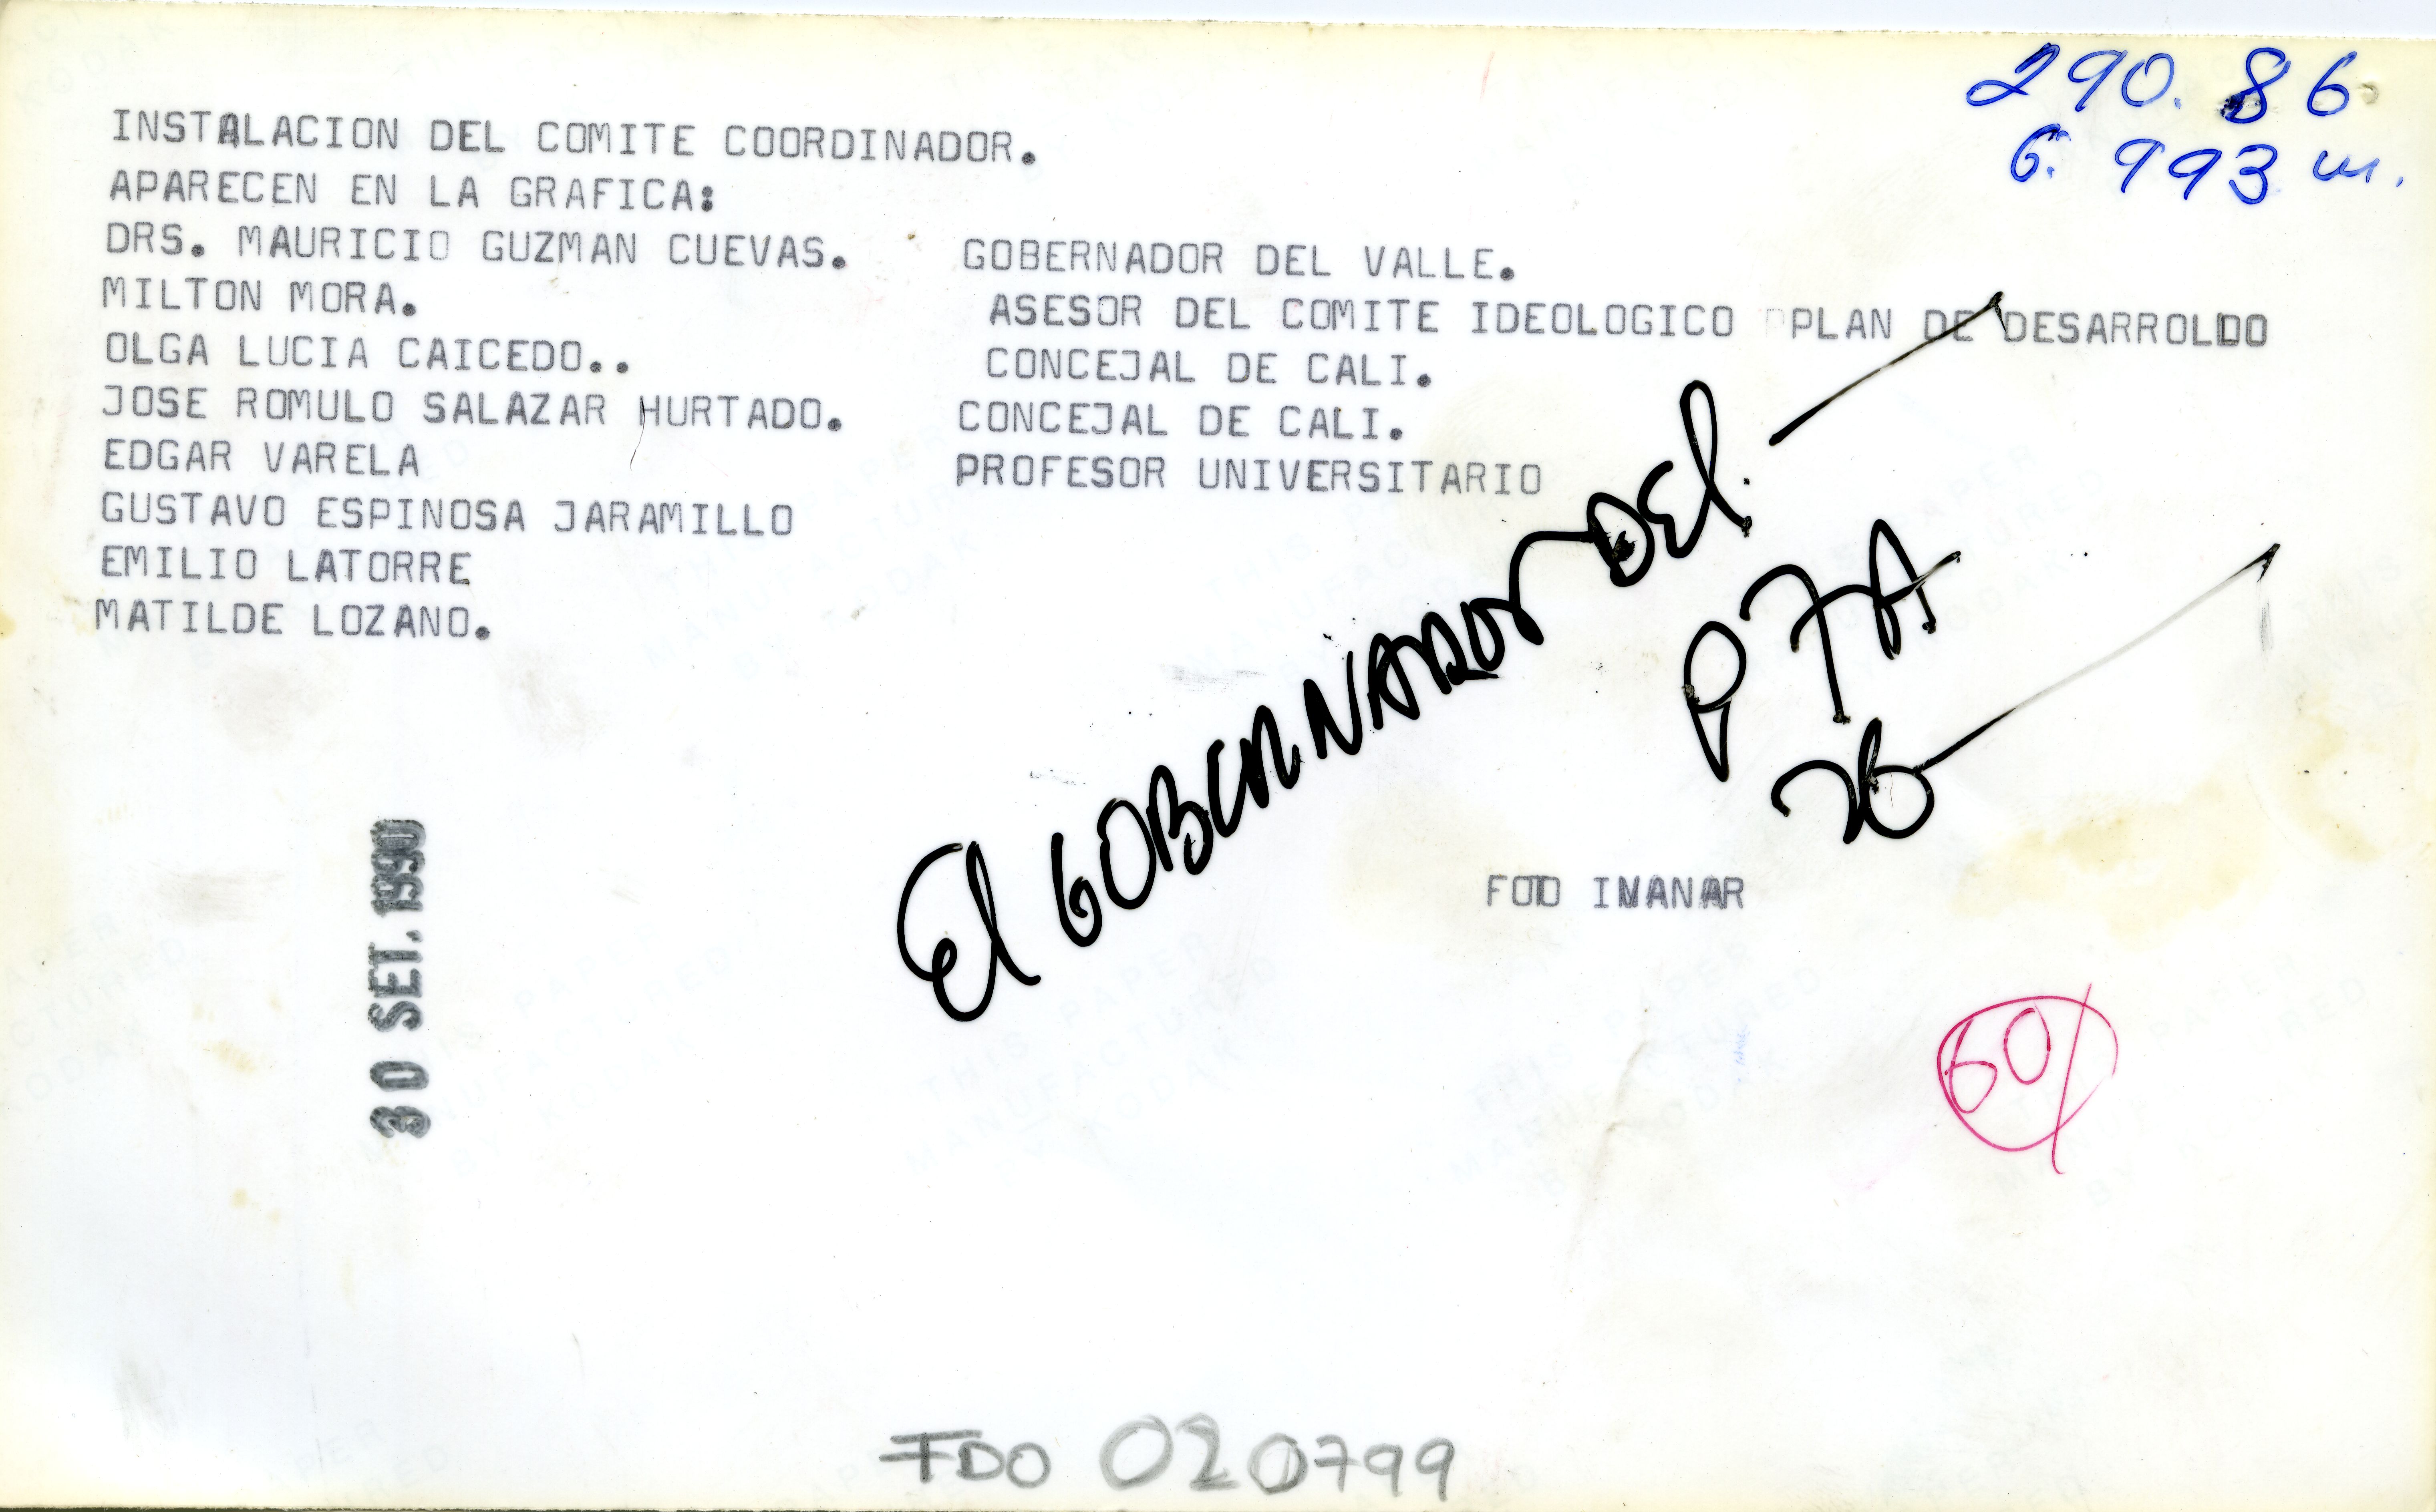 290.86
6.993 m.
INSTALACION DEL COMITE COORDINADOR.
APARECEN EN LA GRAFICA:
DRS. MAURICIO GUZMAN CUEVAS. GOBERNADOR DEL VALLE.
MILTON MORA. ASESOR DEL COMITE IDEOLOGICO PPLAN DE DESARROLDO
OLGA LUCIA CAICEDO.. CONCEJAL DE CALI.
JOSE ROMULO SALAZAR HURTADO. CONCEJAL DE CALI.
EDGAR VARELA PROFESOR UNIVERSITARIO
GUSTAVO ESPINOSA JARAMILLO
EMILIO LATORRE
MATILDE LOZANO.
El GOBERNADOR DEl.
P7A
26
FOTO IMANAR
30 SET. 1990
60/
FDO 020799